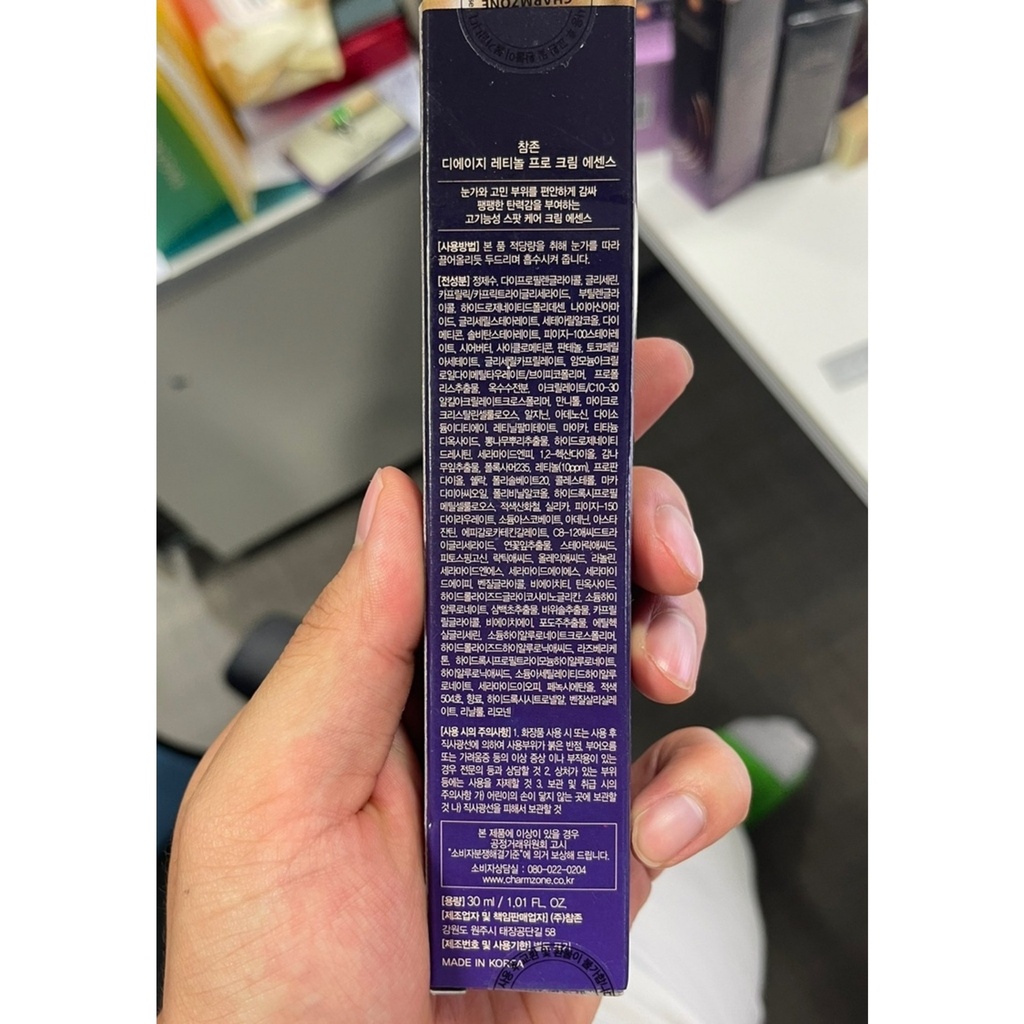 CHARMZONE
참존
디에이지 레티놀 프로 크림 에센스
눈가와 고민 부위를 편안하게 감싸
팽팽한 탄력감을 부여하는
고기능성 스팟 케어 크림 에센스
[사용방법] 본 품 적당량을 취해 눈가를 따라
끌어올리듯 두드리며 흡수시켜 줍니다.
[전성분] 정제수, 다이프로필렌글라이콜, 글리세린,
카프릴릭/카프릭트라이글리세라이드, 부틸렌글라
이콜, 하이드로제네이티드폴리데센, 나이아신아마
이드, 글리세릴스테아레이트, 세테아릴알코올, 다이
메티콘, 솔비탄스테아레이트, 피이지-100스테아레
이트, 시어버터, 사이클로메티콘, 판테놀, 토코페릴
아세테이트, 글리세릴카프릴레이트, 암모늄아크릴
로일다이메틸타우레이트/브이피코폴리머, 프로폴
리스추출물, 옥수수전분, 아크릴레이트/C10-30
알킬아크릴레이트크로스폴리머, 만니톨, 마이크로
크리스탈린셀룰로오스, 알지닌, 아데노신, 다이소
듐이디티에이, 레티닐팔미테이트, 마이카, 티타늄
디옥사이드, 뽕나무뿌리추출물, 하이드로제네이티
드레시틴, 세라마이드엔피, 1,2-헥산다이올, 감나
무잎추출물, 폴록사머235, 레티놀(10ppm), 프로판
다이올, 쉘락, 폴리솔베이트20, 콜레스테롤, 마카
다미아씨오일, 폴리비닐알코올, 하이드록시프로필
메틸셀룰로오스, 적색산화철, 실리카, 피이지-150
다이라우레이트, 소듐아스코베이트, 아데닌, 아스타
잔틴, 에피갈로카테킨갈레이트, C8-12애씨드트라
이글리세라이드, 연꽃잎추출물, 스테아릭애씨드,
피토스핑고신, 락틱애씨드, 올레익애씨드, 라놀린,
세라마이드엔에스, 세라마이드에이에스, 세라마이
드에이피, 벤질글라이콜, 비에이치티, 틴옥사이드,
하이드롤라이즈드글라이코사미노글리칸, 소듐하이
알루로네이트, 삼백초추출물, 바위솔추출물, 카프릴
릴글라이콜, 비에이치에이, 포도주추출물, 에틸헥
실글리세린, 소듐하이알루로네이트크로스폴리머,
하이드롤라이즈드하이알루로닉애씨드, 라즈베리케
톤, 하이드록시프로필트라이모늄하이알루로네이트,
하이알루로닉애씨드, 소듐아세틸레이티드하이알루
로네이트, 세라마이드이오피, 페녹시에탄올, 적색
504호, 향료, 하이드록시시트로넬알, 벤질살리실레
이트, 리날룰, 리모넨
[사용 시의 주의사항] 1. 화장품 사용 시 또는 사용 후
직사광선에 의하여 사용부위가 붉은 반점, 부어오름
또는 가려움증 등의 이상 증상 이나 부작용이 있는
경우 전문의 등과 상담할 것 2. 상처가 있는 부위
등에는 사용을 자제할 것 3. 보관 및 취급 시의
주의사항 가) 어린이의 손이 닿지 않는 곳에 보관할
것 나) 직사광선을 피해서 보관할 것
본 제품에 이상이 있을 경우
공정거래위원회 고시
"소비자분쟁해결기준"에 의거 보상해 드립니다.
소비자상담실 : 080-022-0204
www.charmzone.co.kr
[용량] 30 ml / 1.01 FL. OZ.
[제조업자 및 책임판매업자] (주)참존
강원도 원주시 태장공단길 58
[제조번호 및 사용기한] 별도 표기
MADE IN KOREA